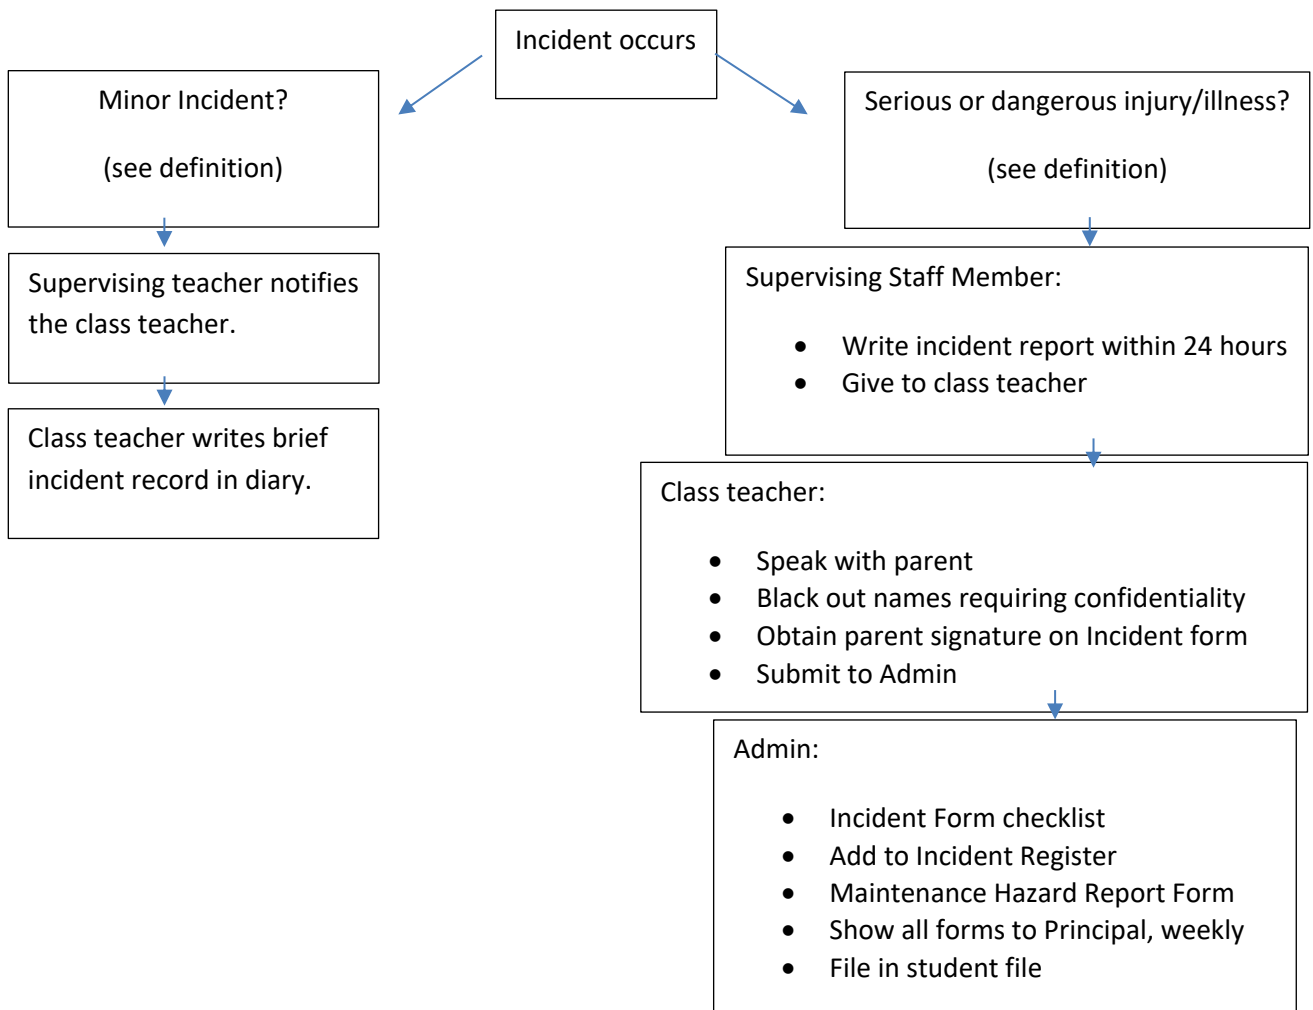 Incident occurs
Minor Incident?
(see definition)
Supervising teacher notifies
the class teacher.
Class teacher writes brief
incident record in diary.
Serious or dangerous injury/illness?
(see definition)
Supervising Staff Member:
• Write incident report within 24 hours
• Give to class teacher
Class teacher:
• Speak with parent
• Black out names requiring confidentiality
• Obtain parent signature on Incident form
• Submit to Admin
Admin:
• Incident Form checklist
• Add to Incident Register
• Maintenance Hazard Report Form
• Show all forms to Principal, weekly
• File in student file